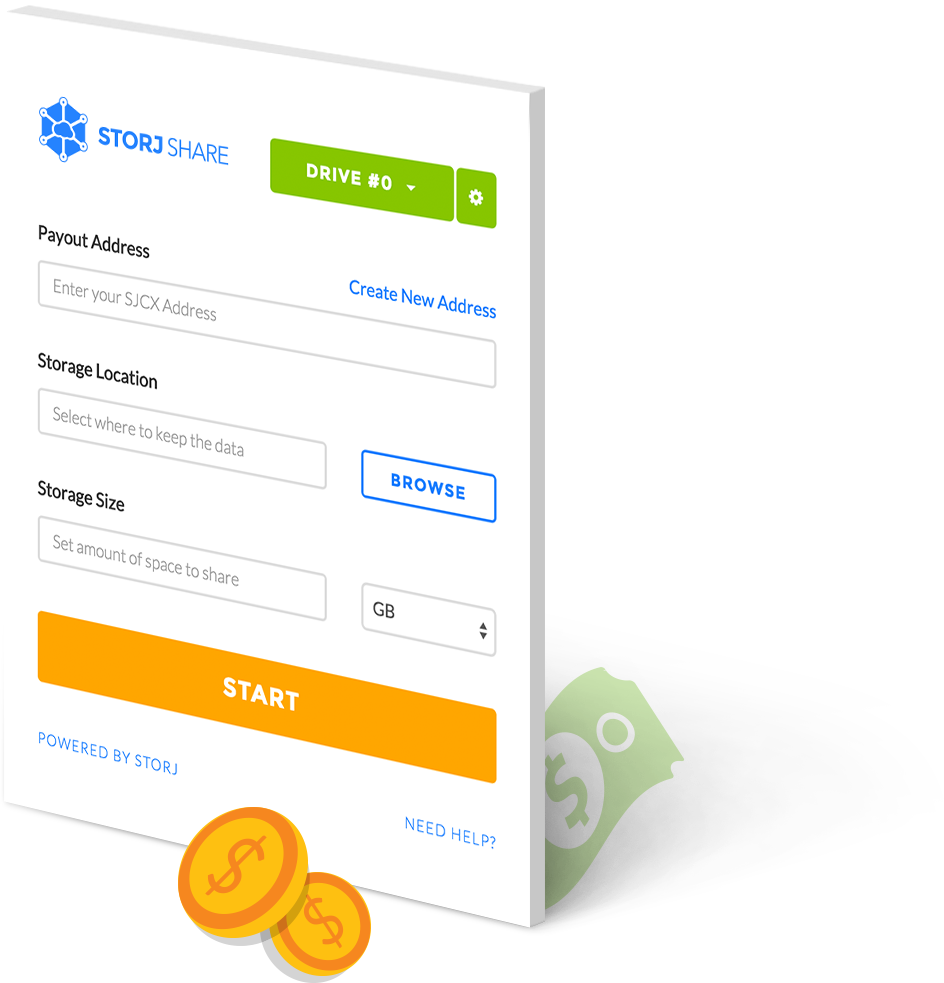 STORJ SHARE
DRIVE #0
Payout Address
Create New Address
Enter your SJCX Address
Storage Location
Select where to keep the data
BROWSE
Storage Size
Set amount of space to share
GB
START
POWERED BY STORJ
NEED HELP?
$
$
$